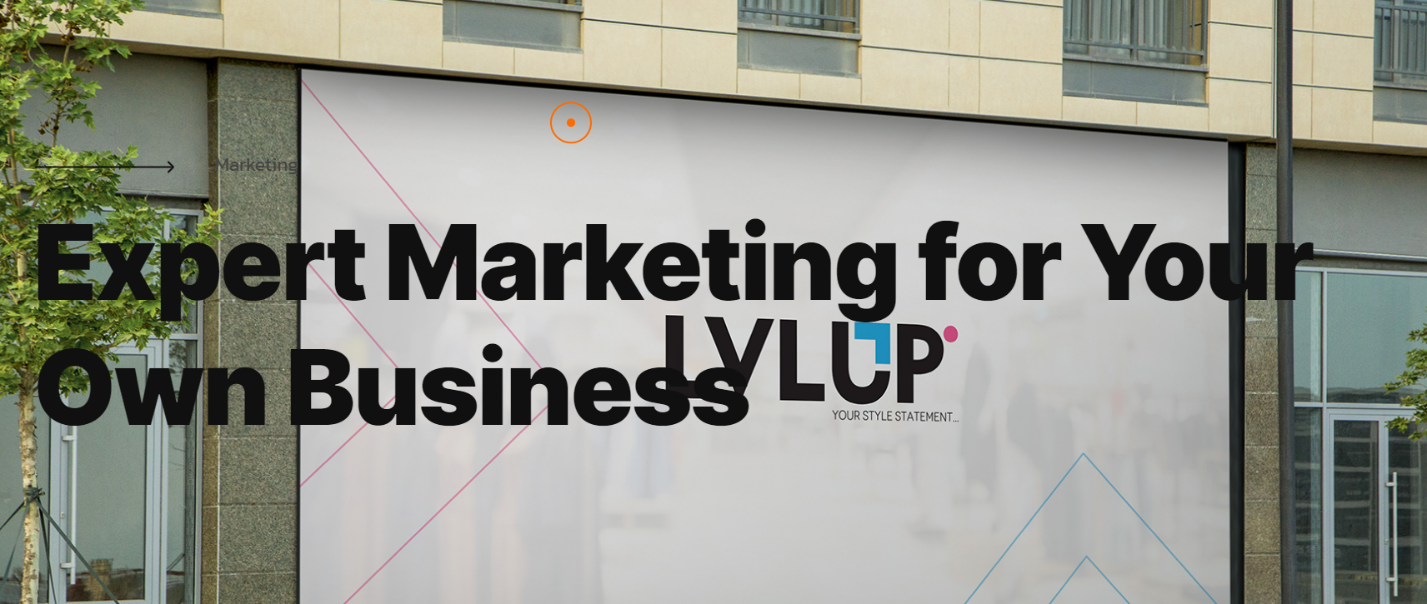 Marketing
Expert Marketing for Your
Own Business
LVLUP
YOUR STYLE STATEMENT...